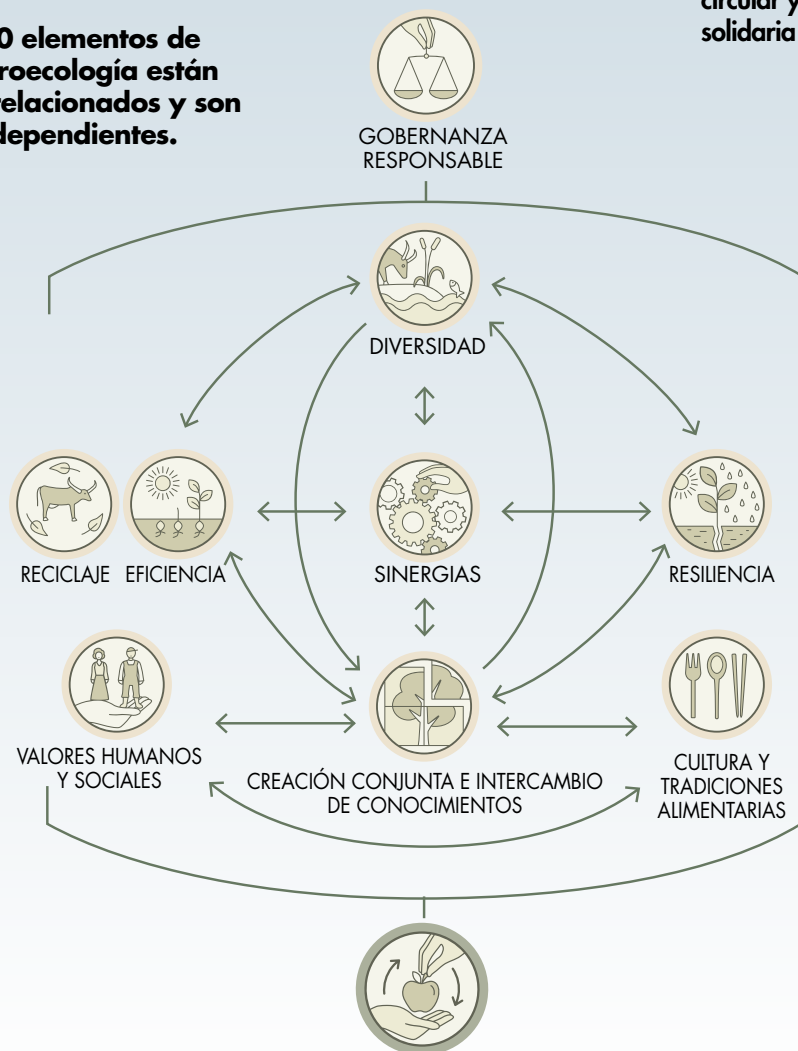 0 elementos de
roecología están
relacionados y son
dependientes.
circular y
solidaria
GOBERNANZA
RESPONSABLE
DIVERSIDAD
RECICLAJE
EFICIENCIA
SINERGIAS
RESILIENCIA
VALORES HUMANOS
Y SOCIALES
CREACIÓN CONJUNTA E INTERCAMBIO
DE CONOCIMIENTOS
CULTURA Y
TRADICIONES
ALIMENTARIAS